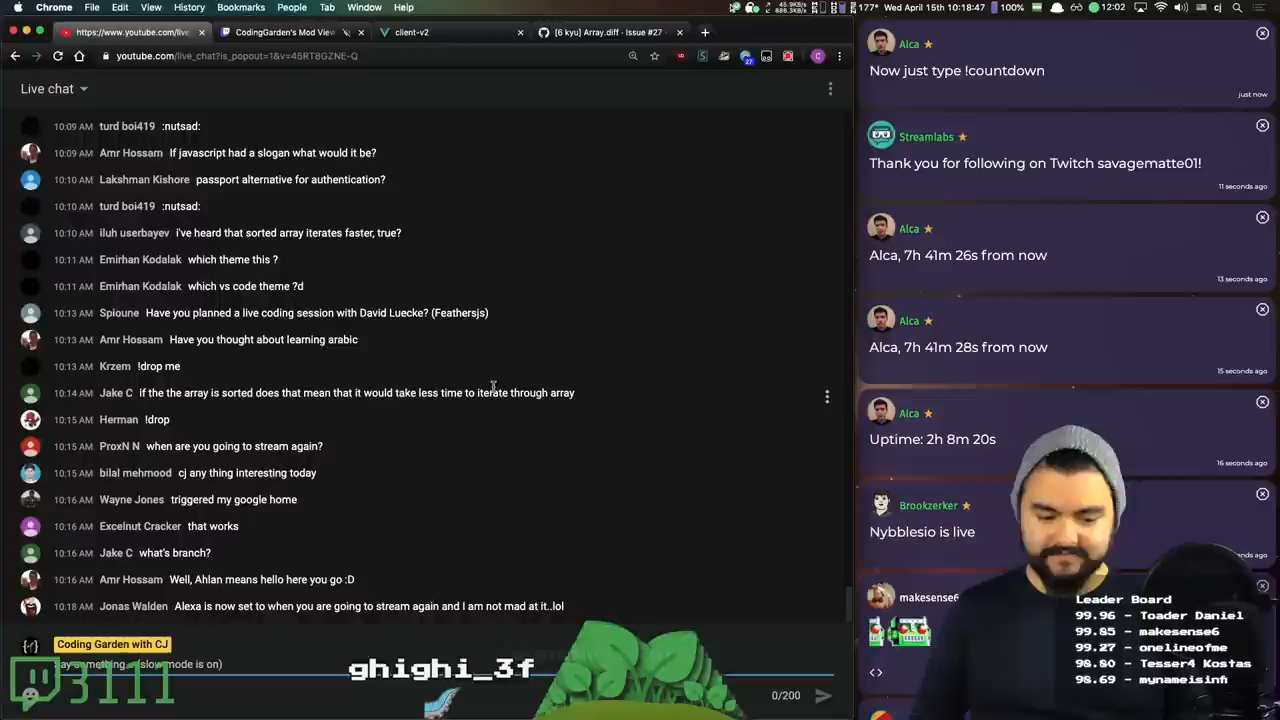 Chrome File Edit View History Bookmarks People Tab Window Help
177° Wed April 15th 10:18:47 100% 12:02 cj
https://www.youtube.com/live
CodingGarden's Mod View
client-v2
[6 kyu] Array.diff · Issue #27
youtube.com/live_chat?is_popout=1&v=45RT8GZNE-Q
Live chat
10:09 AM turd boi419 :nutsad:
10:09 AM Amr Hossam If javascript had a slogan what would it be?
10:10 AM Lakshman Kishore passport alternative for authentication?
10:10 AM turd boi419 :nutsad:
10:10 AM iluh userbayev i've heard that sorted array iterates faster, true?
10:11 AM Emirhan Kodalak which theme this ?
10:11 AM Emirhan Kodalak which vs code theme ?d
10:13 AM Spioune Have you planned a live coding session with David Luecke? (Feathersjs)
10:13 AM Amr Hossam Have you thought about learning arabic
10:13 AM Krzem !drop me
10:14 AM Jake C if the the array is sorted does that mean that it would take less time to iterate through array
10:15 AM Herman !drop
10:15 AM ProxN N when are you going to stream again?
10:15 AM bilal mehmood cj any thing interesting today
10:16 AM Wayne Jones triggered my google home
10:16 AM Excelnut Cracker that works
10:16 AM Jake C what's branch?
10:16 AM Amr Hossam Well, Ahlan means hello here you go :D
10:18 AM Jonas Walden Alexa is now set to when you are going to stream again and I am not mad at it..lol
Coding Garden with CJ
(slow mode is on)
0/200
3111
ghighi_3f
Alca
Now just type !countdown
just now
Streamlabs
Thank you for following on Twitch savagematte01!
11 seconds ago
Alca
Alca, 7h 41m 26s from now
13 seconds ago
Alca
Alca, 7h 41m 28s from now
15 seconds ago
Alca
Uptime: 2h 8m 20s
16 seconds ago
Brookzerker
Nybblesio is live
ago
makesense6
Leader Board
99.96 - Toader Daniel
99.85 - makesense6
99.27 - onelineofme
98.80 - Tesser4 Kostas
98.69 - mynameisinfi